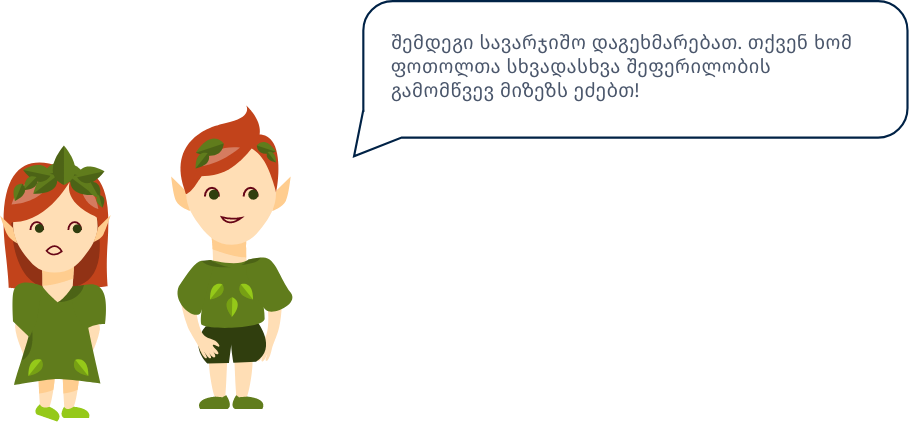 შემდეგი სავარჯიშო დაგეხმარებათ. თქვენ ხომ
ფოთოლთა სხვადასხვა შეფერილობის
გამომწვევ მიზეზს ეძებთ!